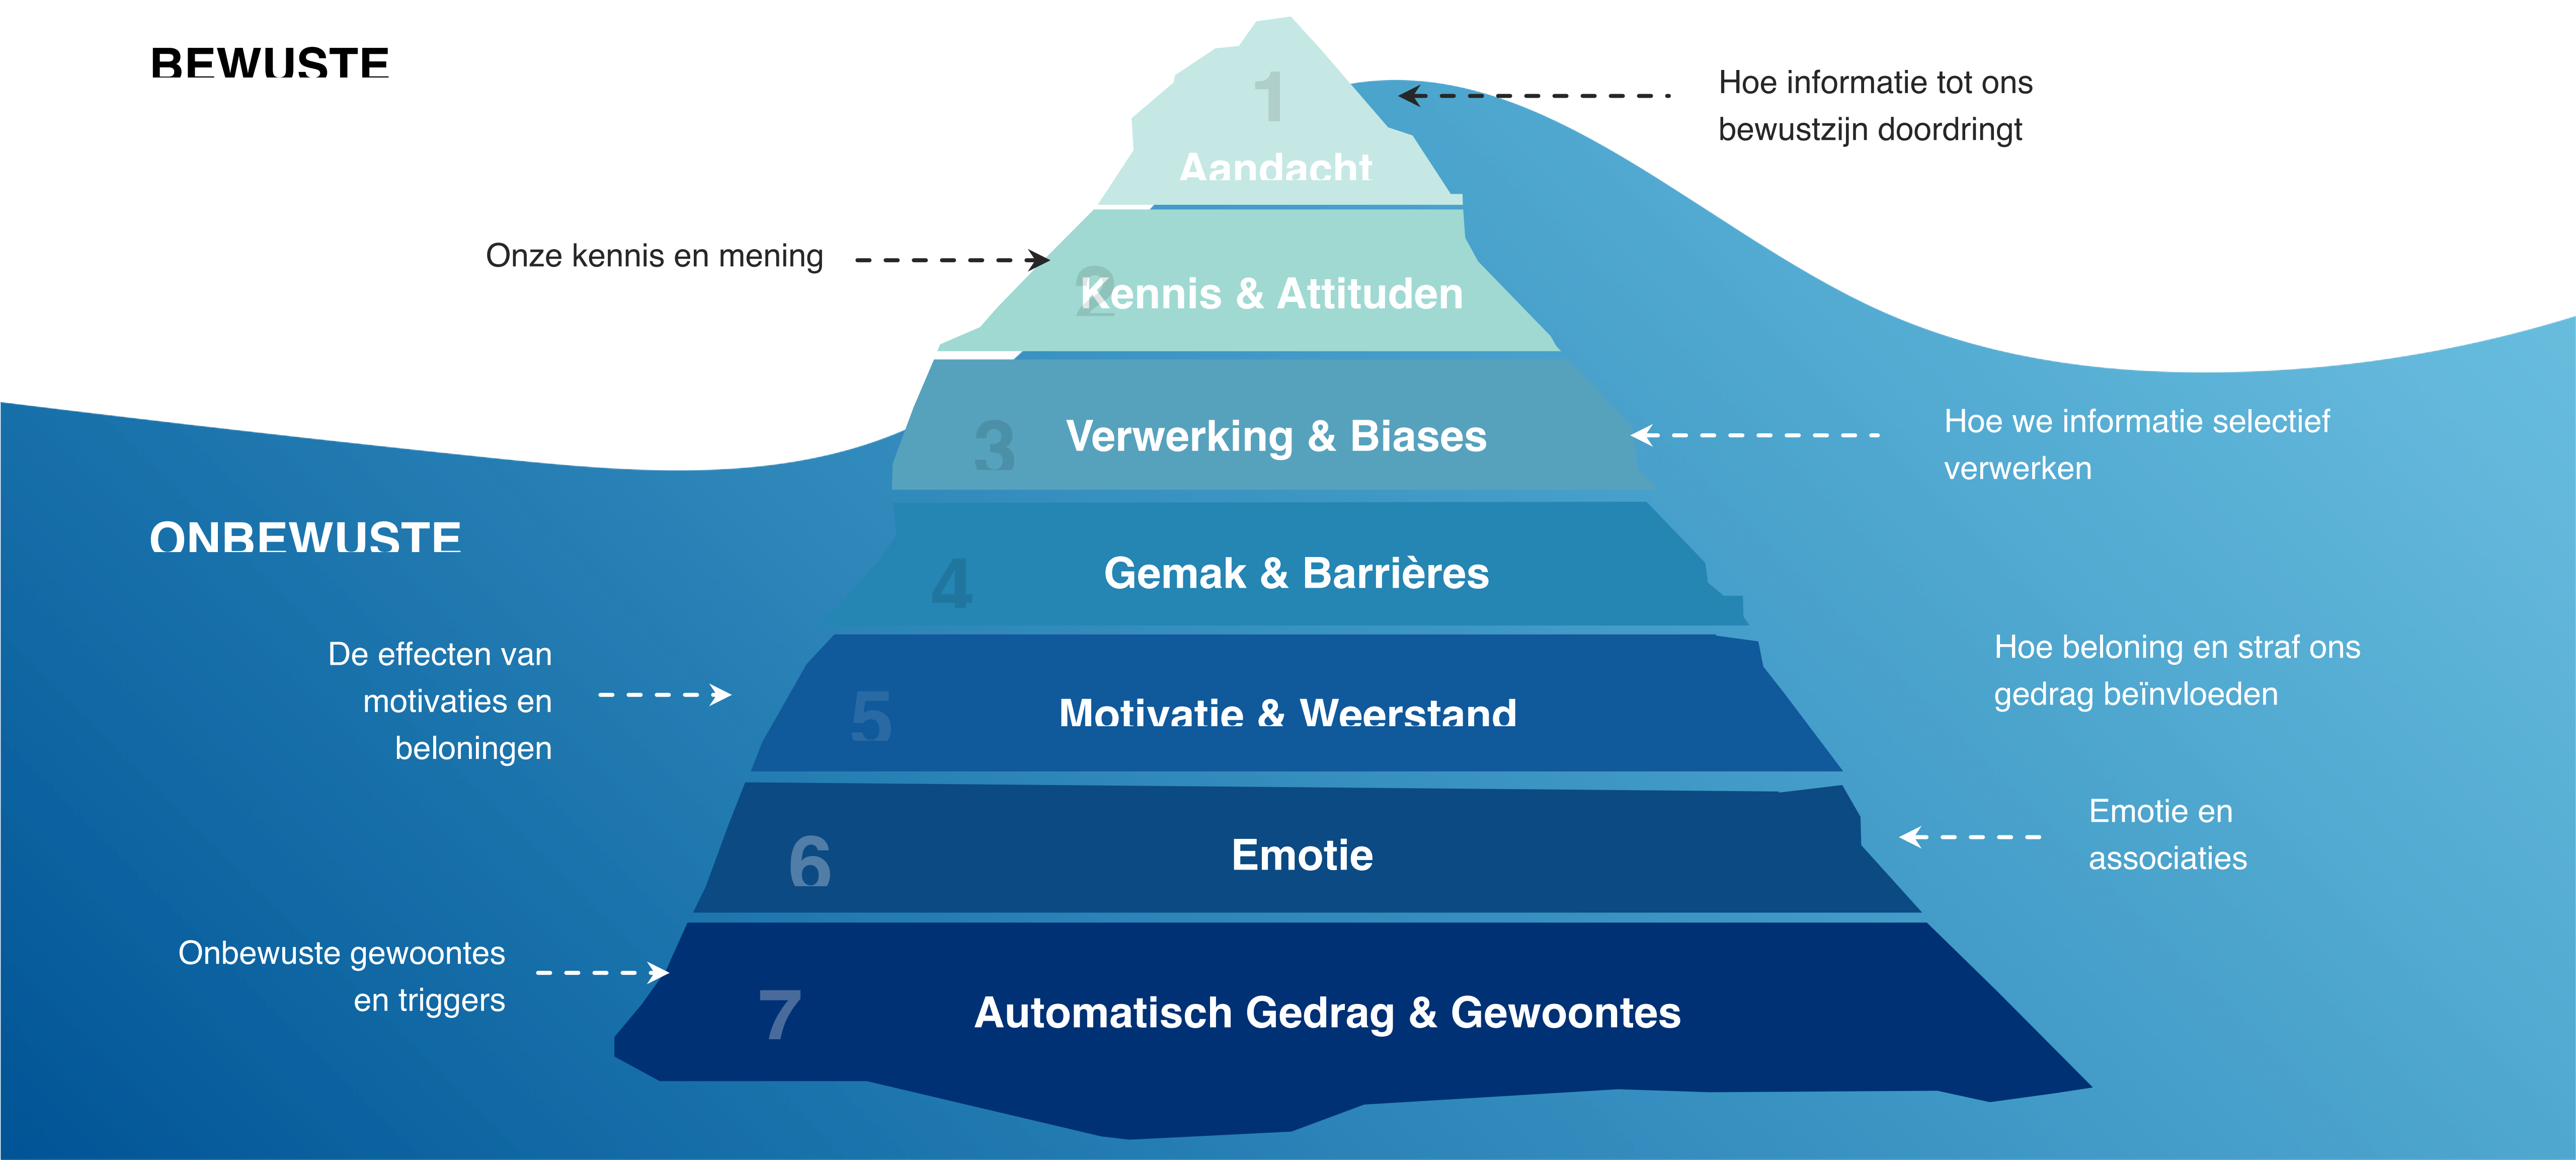 BEWUSTE
1
Aandacht
Hoe informatie tot ons
bewustzijn doordringt
Onze kennis en mening
2
Kennis & Attituden
3
Verwerking & Biases
Hoe we informatie selectief
verwerken
ONBEWUSTE
4
Gemak & Barrières
De effecten van
motivaties en
beloningen
5
Motivatie & Weerstand
Hoe beloning en straf ons
gedrag beïnvloeden
6
Emotie
Emotie en
associaties
Onbewuste gewoontes
en triggers
7
Automatisch Gedrag & Gewoontes